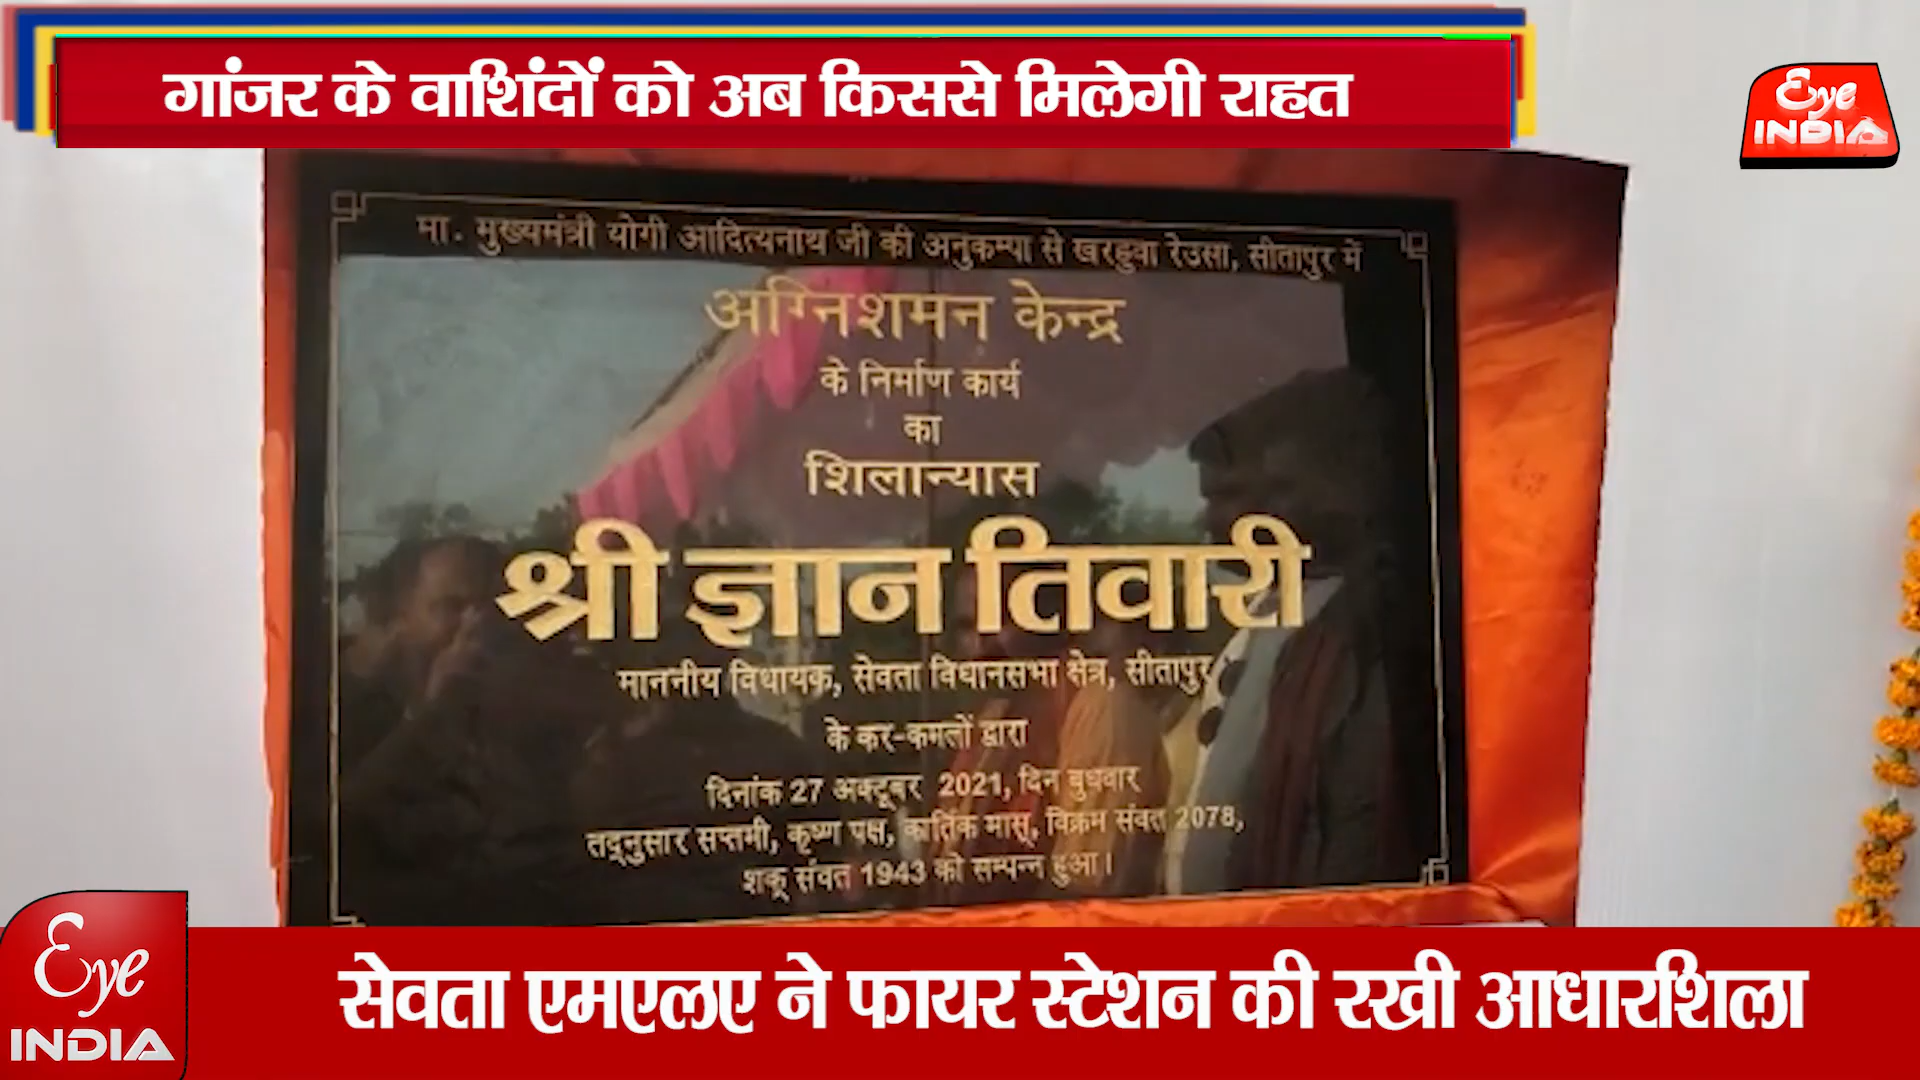 गांजर के वाशिंदों को अब किससे मिलेगी राहत
Eye
INDIA
मा. मुख्यमंत्री योगी आदित्यनाथ जी की अनुकम्पा से खरहुवा रेउसा, सीतापुर में
अग्निशमन केन्द्र
के निर्माण कार्य
का
शिलान्यास
श्री ज्ञान तिवारी
माननीय विधायक, सेवता विधानसभा क्षेत्र, सीतापुर
के कर-कमलों द्वारा
दिनांक 27 अक्टूबर 2021, दिन बुधवार
तद्नुसार सप्तमी, कृष्ण पक्ष, कार्तिक मास, विक्रम संवत 2078,
शक् संवत 1943 को सम्पन्न हुआ।
Eye
INDIA
सेवता एमएलए ने फायर स्टेशन की रखी आधारशिला